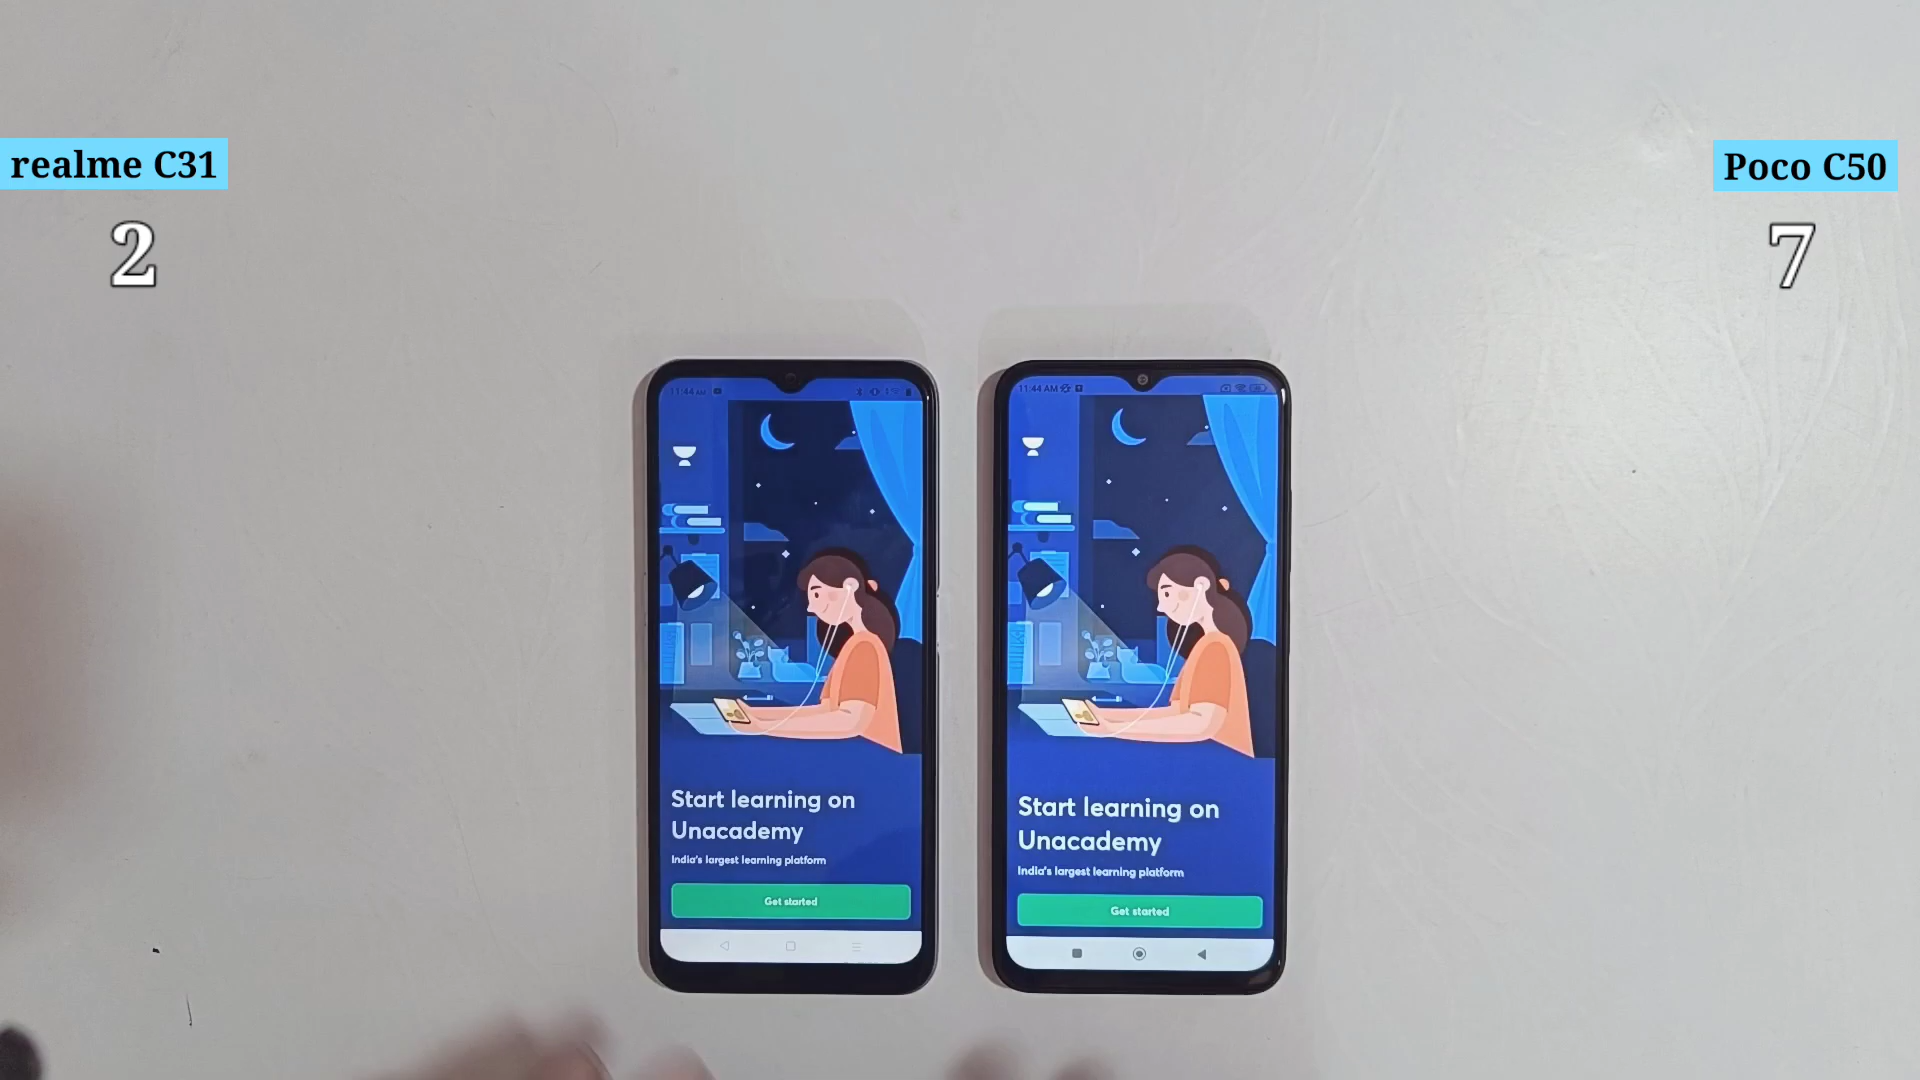 realme C31
2
Poco C50
7
11:44 AM
Start learning on
Unacademy
India's largest learning platform
Get started
11:44 AM
Start learning on
Unacademy
India's largest learning platform
Get started